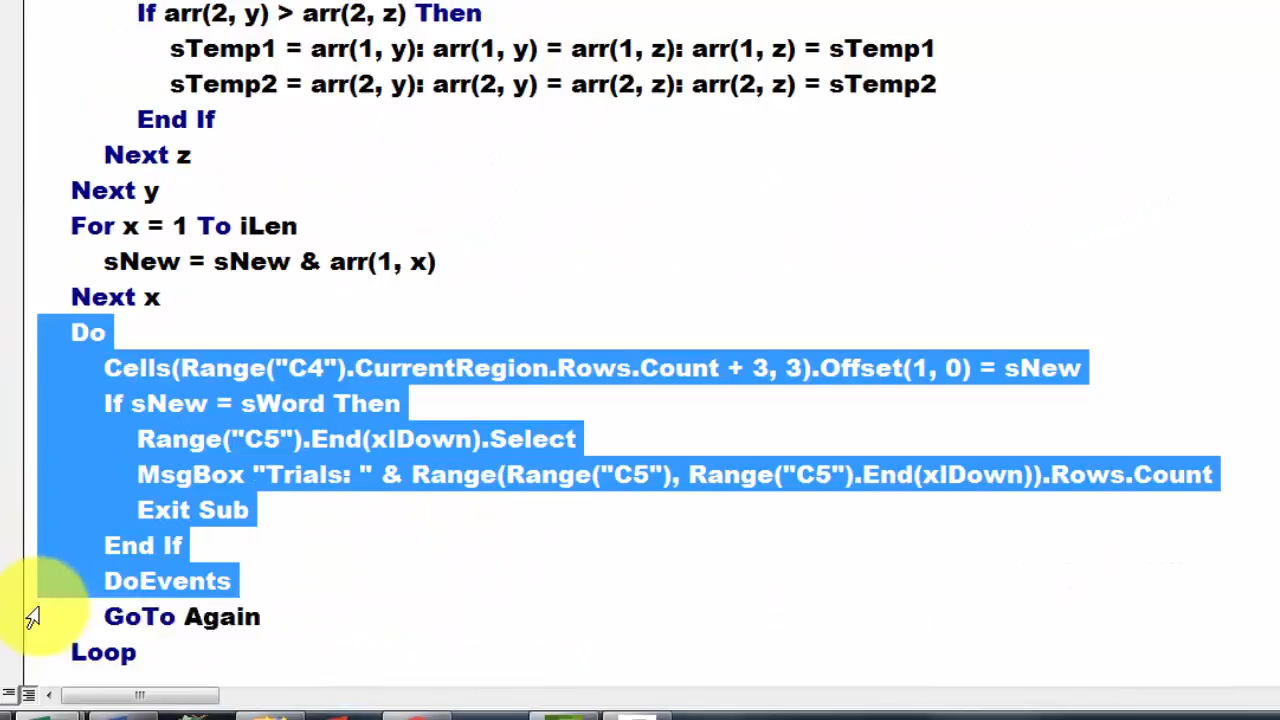 If arr(2, y) > arr(2, z) Then
sTemp1 = arr(1, y): arr(1, y) = arr(1, z): arr(1, z) = sTemp1
sTemp2 = arr(2, y): arr(2, y) = arr(2, z): arr(2, z) = sTemp2
End If
Next z
Next y
For x = 1 To iLen
sNew = sNew & arr(1, x)
Next x
Do
Cells(Range("C4").CurrentRegion.Rows.Count + 3, 3).Offset(1, 0) = sNew
If sNew = sWord Then
Range("C5").End(xlDown).Select
MsgBox "Trials: " & Range(Range("C5"), Range("C5").End(xlDown)).Rows.Count
Exit Sub
End If
DoEvents
GoTo Again
Loop